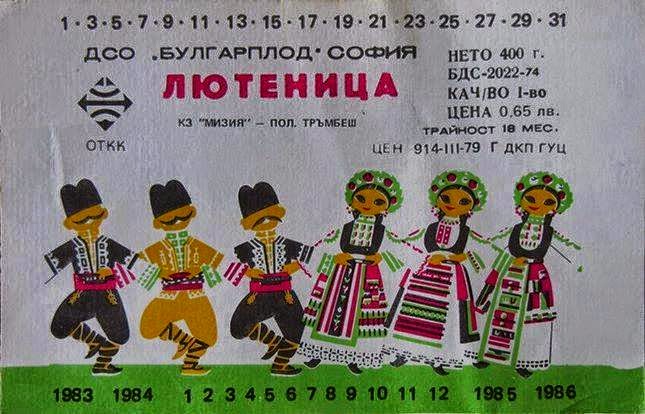 1·3·5·7·9·11·13·15·17·19·21·23·25·27·29·31
ДСО „БУЛГАРПЛОД“ СОФИЯ
ЛЮТЕНИЦА
КЗ "МИЗИЯ" – ПОЛ. ТРЪМБЕШ
ОТКК
НЕТО 400 г.
БДС-2022-74
КАЧ/ВО I-во
ЦЕНА 0,65 лв.
ТРАЙНОСТ 18 МЕС.
ЦЕН 914-111-79 Г ДКП ГУЦ
1983 1984 1 2 3 4 5 6 7 8 9 10 11 12 1985 1986